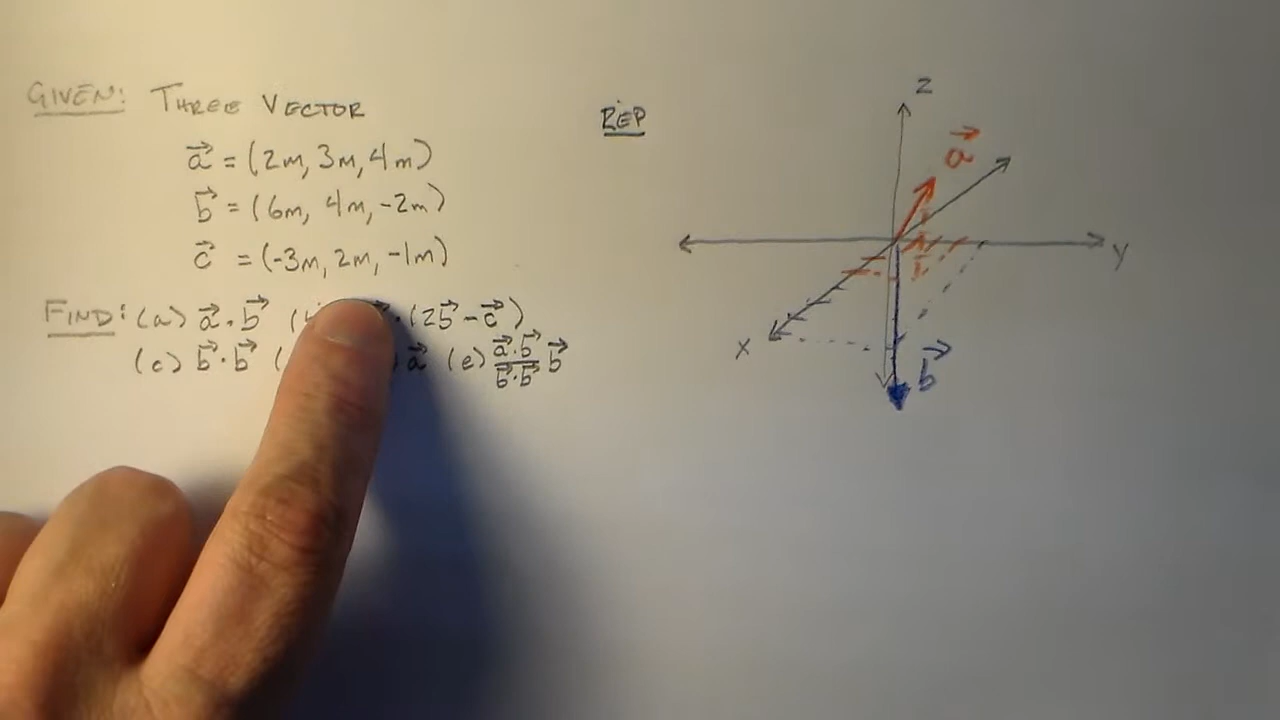 GIVEN: THREE VECTOR
a⃗ = (2m, 3m, 4m)
b⃗ = (6m, 4m, -2m)
c⃗ = (-3m, 2m, -1m)
FIND: (a) a⃗ · b⃗ · (2b⃗ - c⃗)
(c) b⃗ · b⃗ a⃗ (e) a⃗·b⃗ / b⃗·b⃗ b⃗
REP
z
a⃗
y
x
b⃗